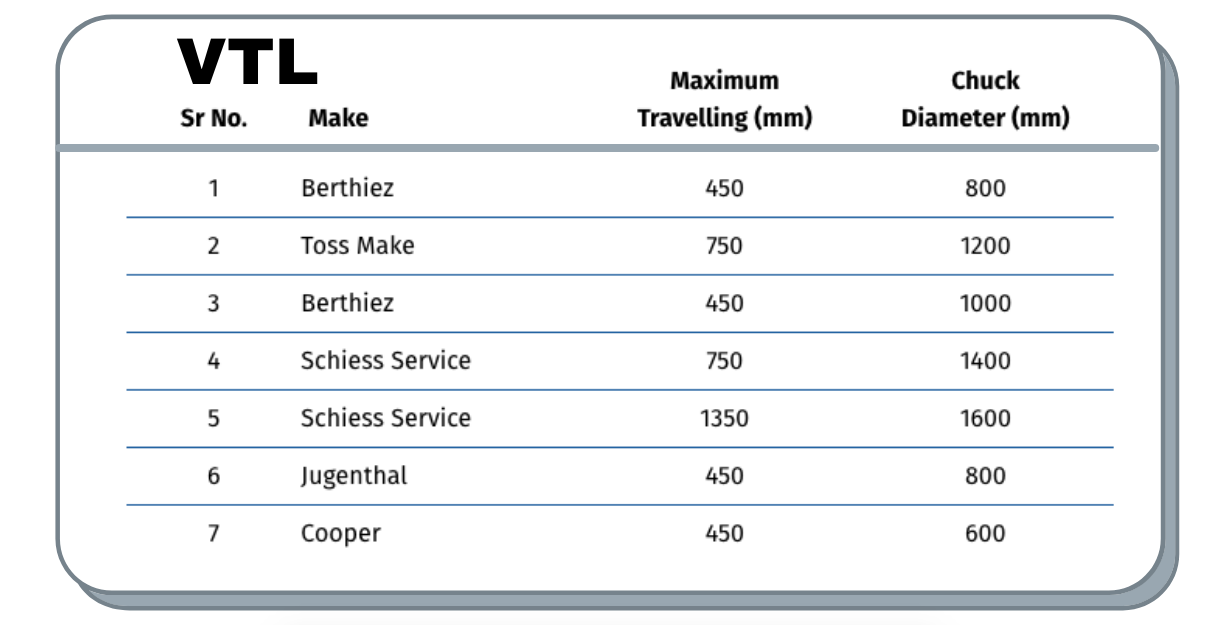 VTL
Sr No. Make Maximum Travelling (mm) Chuck Diameter (mm)
1 Berthiez 450 800
2 Toss Make 750 1200
3 Berthiez 450 1000
4 Schiess Service 750 1400
5 Schiess Service 1350 1600
6 Jugenthal 450 800
7 Cooper 450 600